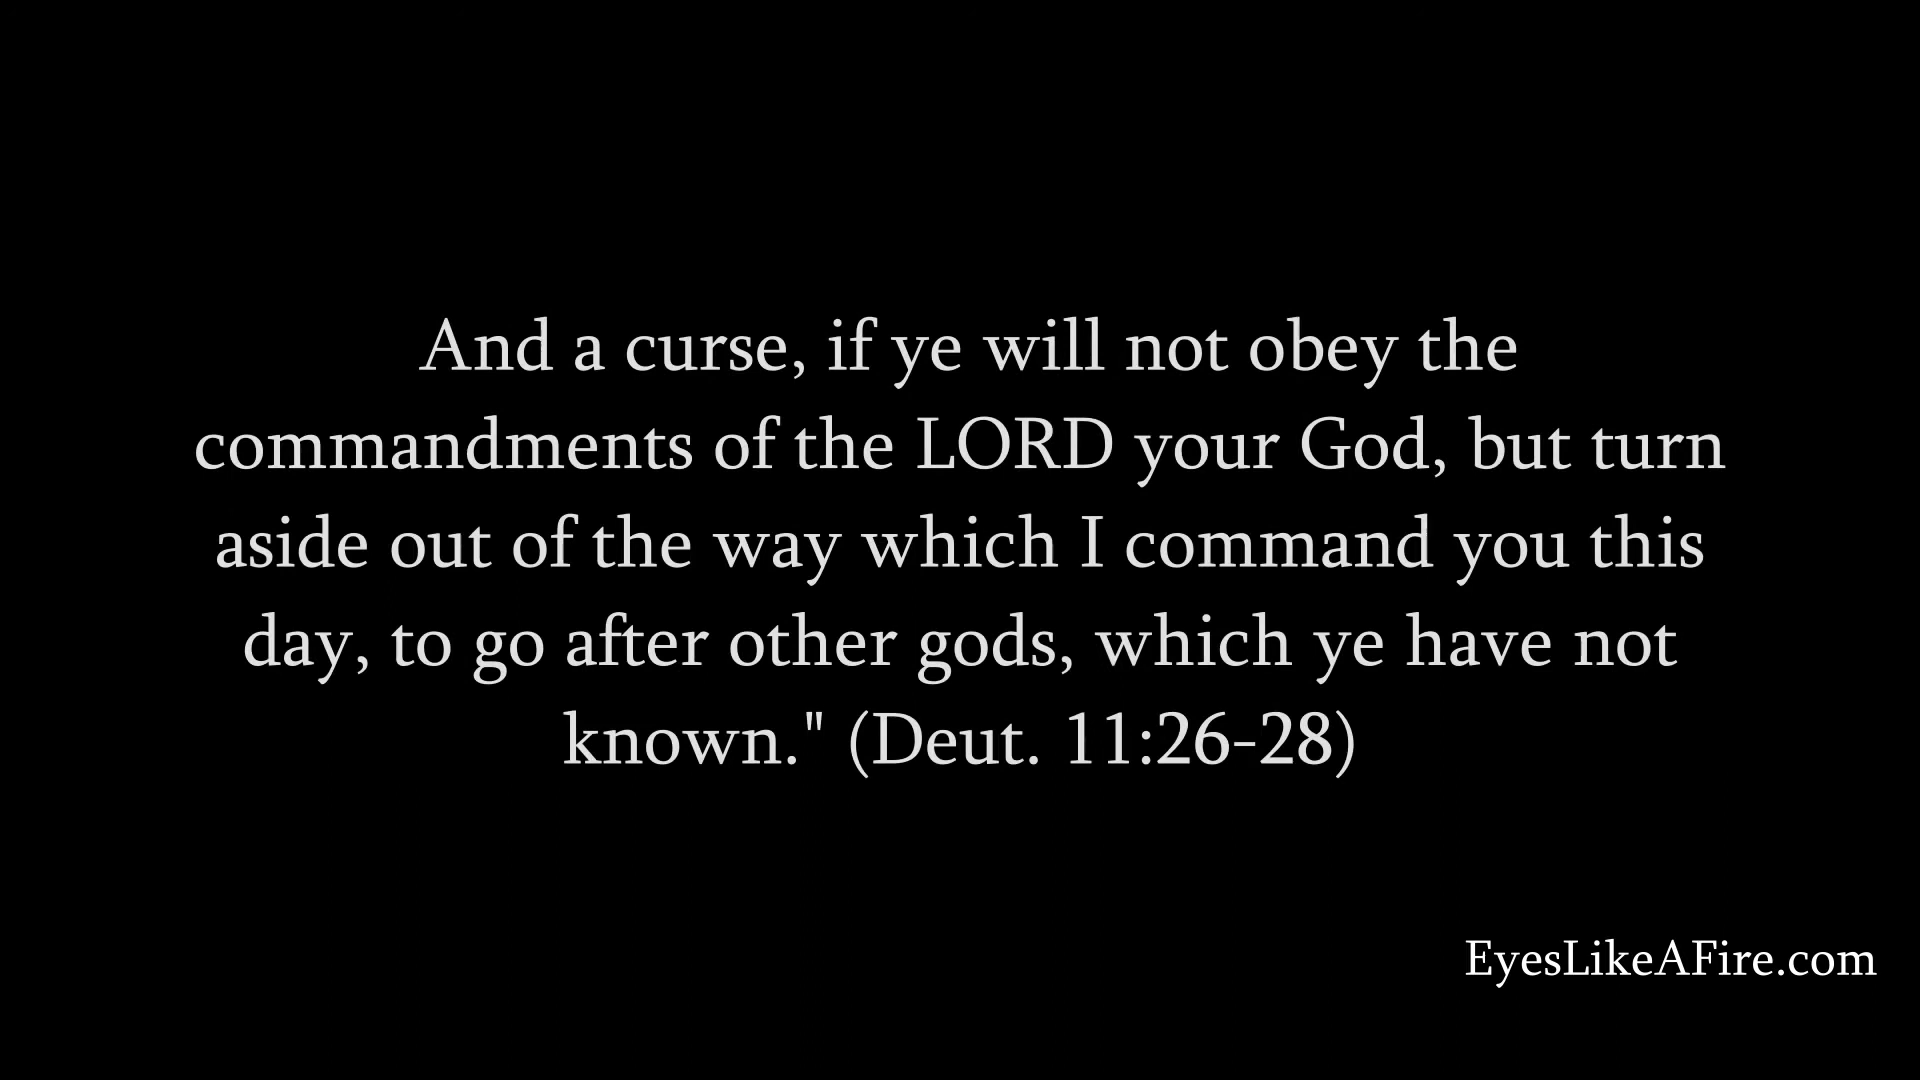 And a curse, if ye will not obey the
commandments of the LORD your God, but turn
aside out of the way which I command you this
day, to go after other gods, which ye have not
known." (Deut. 11:26-28)
EyesLikeAFire.com